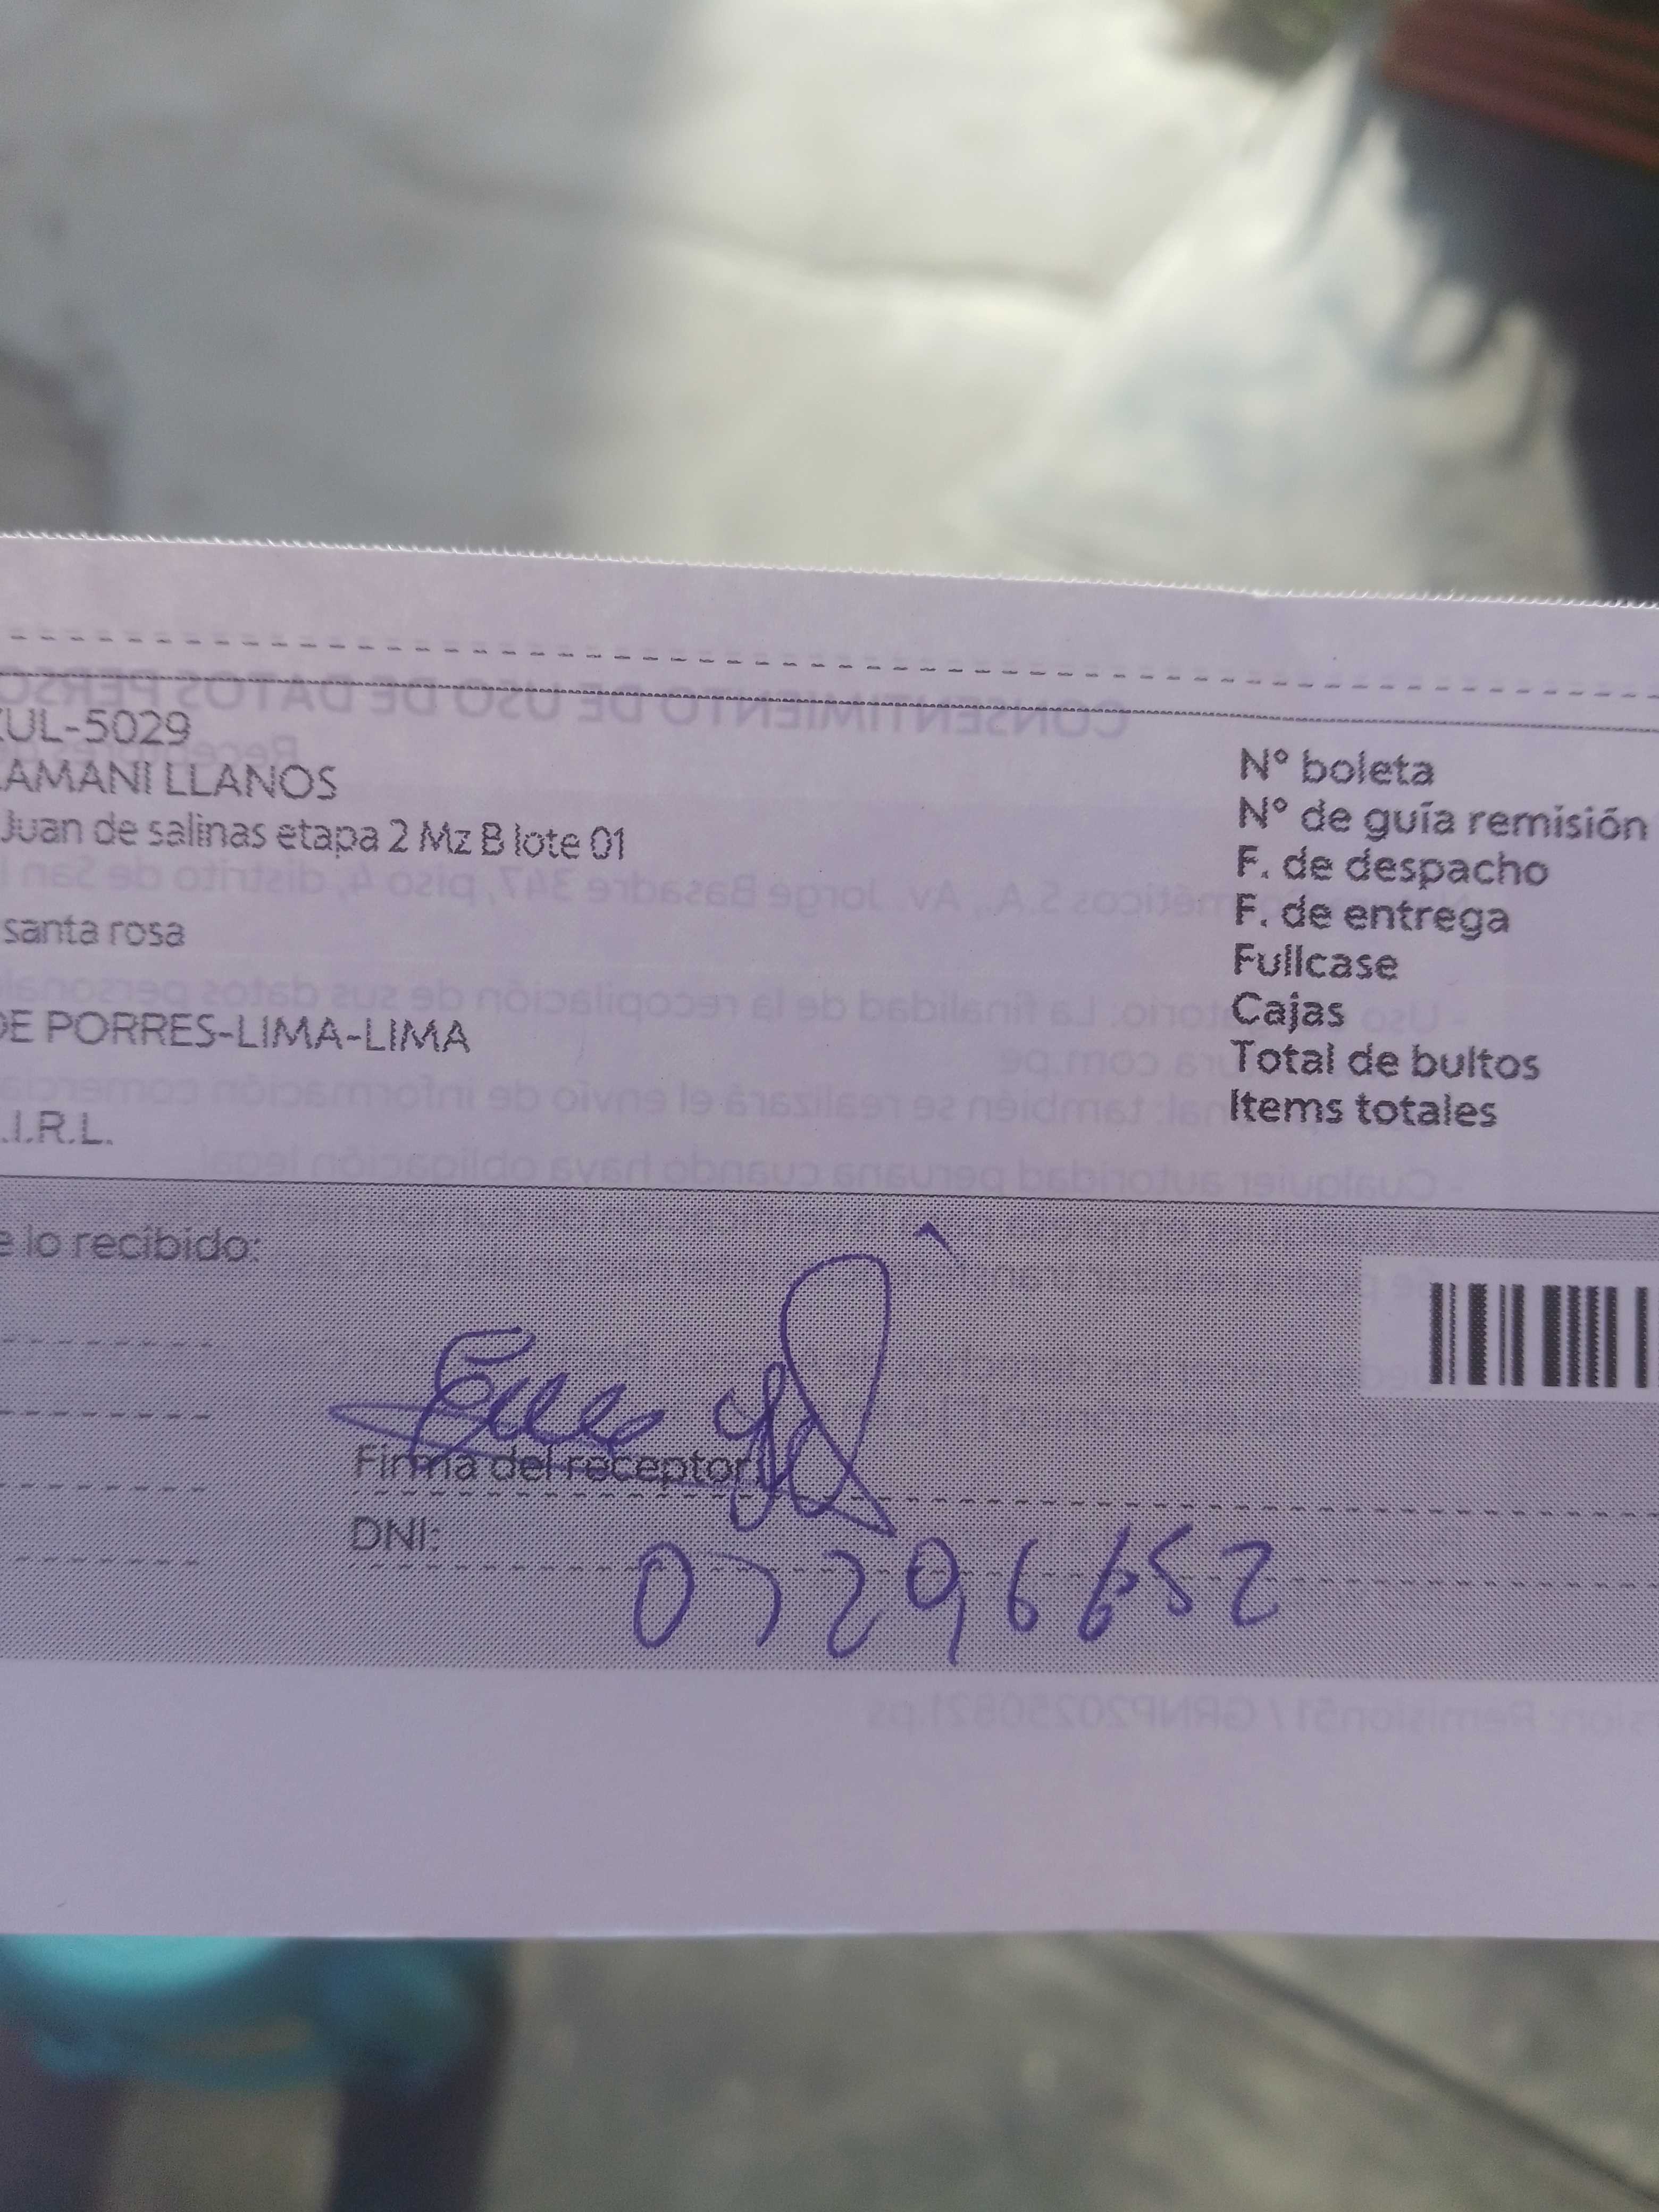 UL-5029
AMANI LLANOS
Juan de salinas etapa 2 Mz B lote 01
santa rosa
DE PORRES-LIMA-LIMA
.I.R.L.
N° boleta
N° de guía remisión
F. de despacho
F. de entrega
Fullcase
Cajas
Total de bultos
Items totales
e lo recibido:
Firma del receptor:
DNI:
07296652